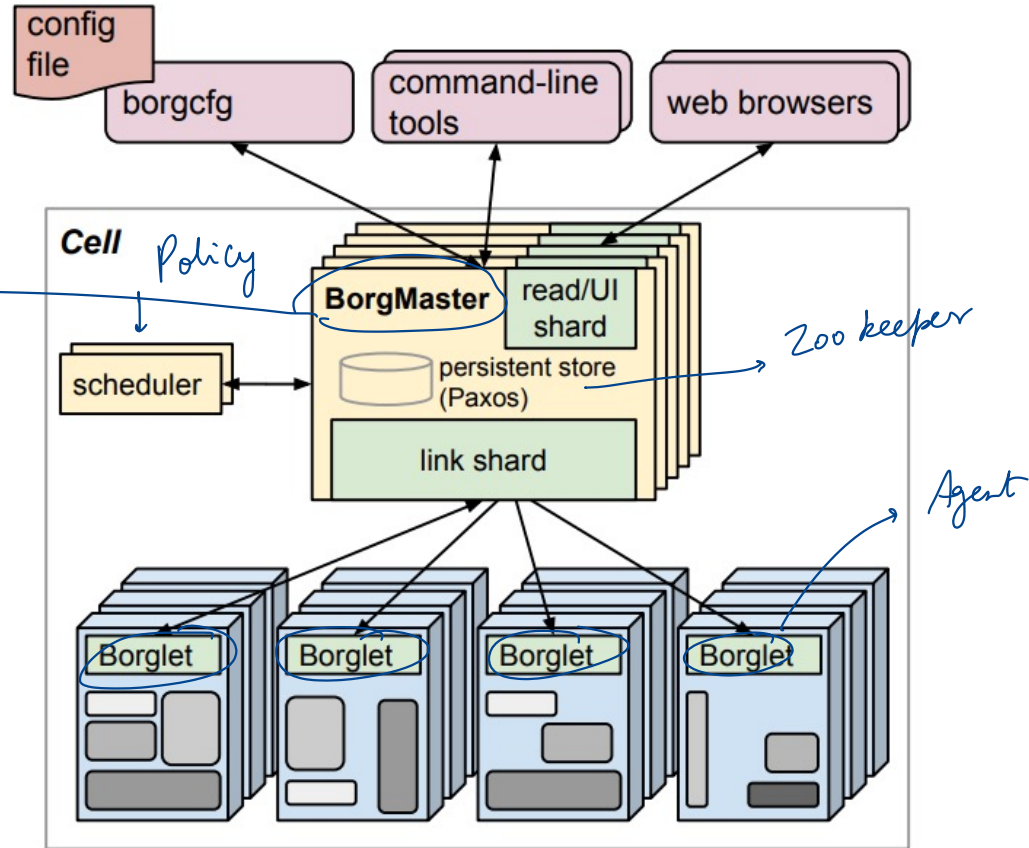 config
file
borgcfg
command-line
tools
web browsers
Cell
Policy
BorgMaster
read/UI
shard
Zoo keeper
scheduler
persistent store
(Paxos)
link shard
Agent
Borglet
Borglet
Borglet
Borglet